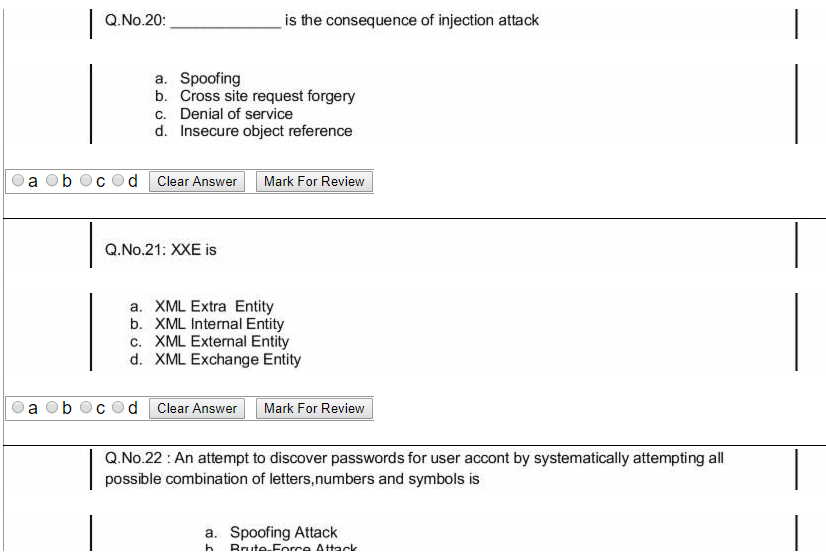 Q.No.20: _____________ is the consequence of injection attack
a. Spoofing
b. Cross site request forgery
c. Denial of service
d. Insecure object reference
a b c d Clear Answer Mark For Review
Q.No.21: XXE is
a. XML Extra Entity
b. XML Internal Entity
c. XML External Entity
d. XML Exchange Entity
a b c d Clear Answer Mark For Review
Q.No.22 : An attempt to discover passwords for user accont by systematically attempting all
possible combination of letters,numbers and symbols is
a. Spoofing Attack
b. Brute-Force Attack